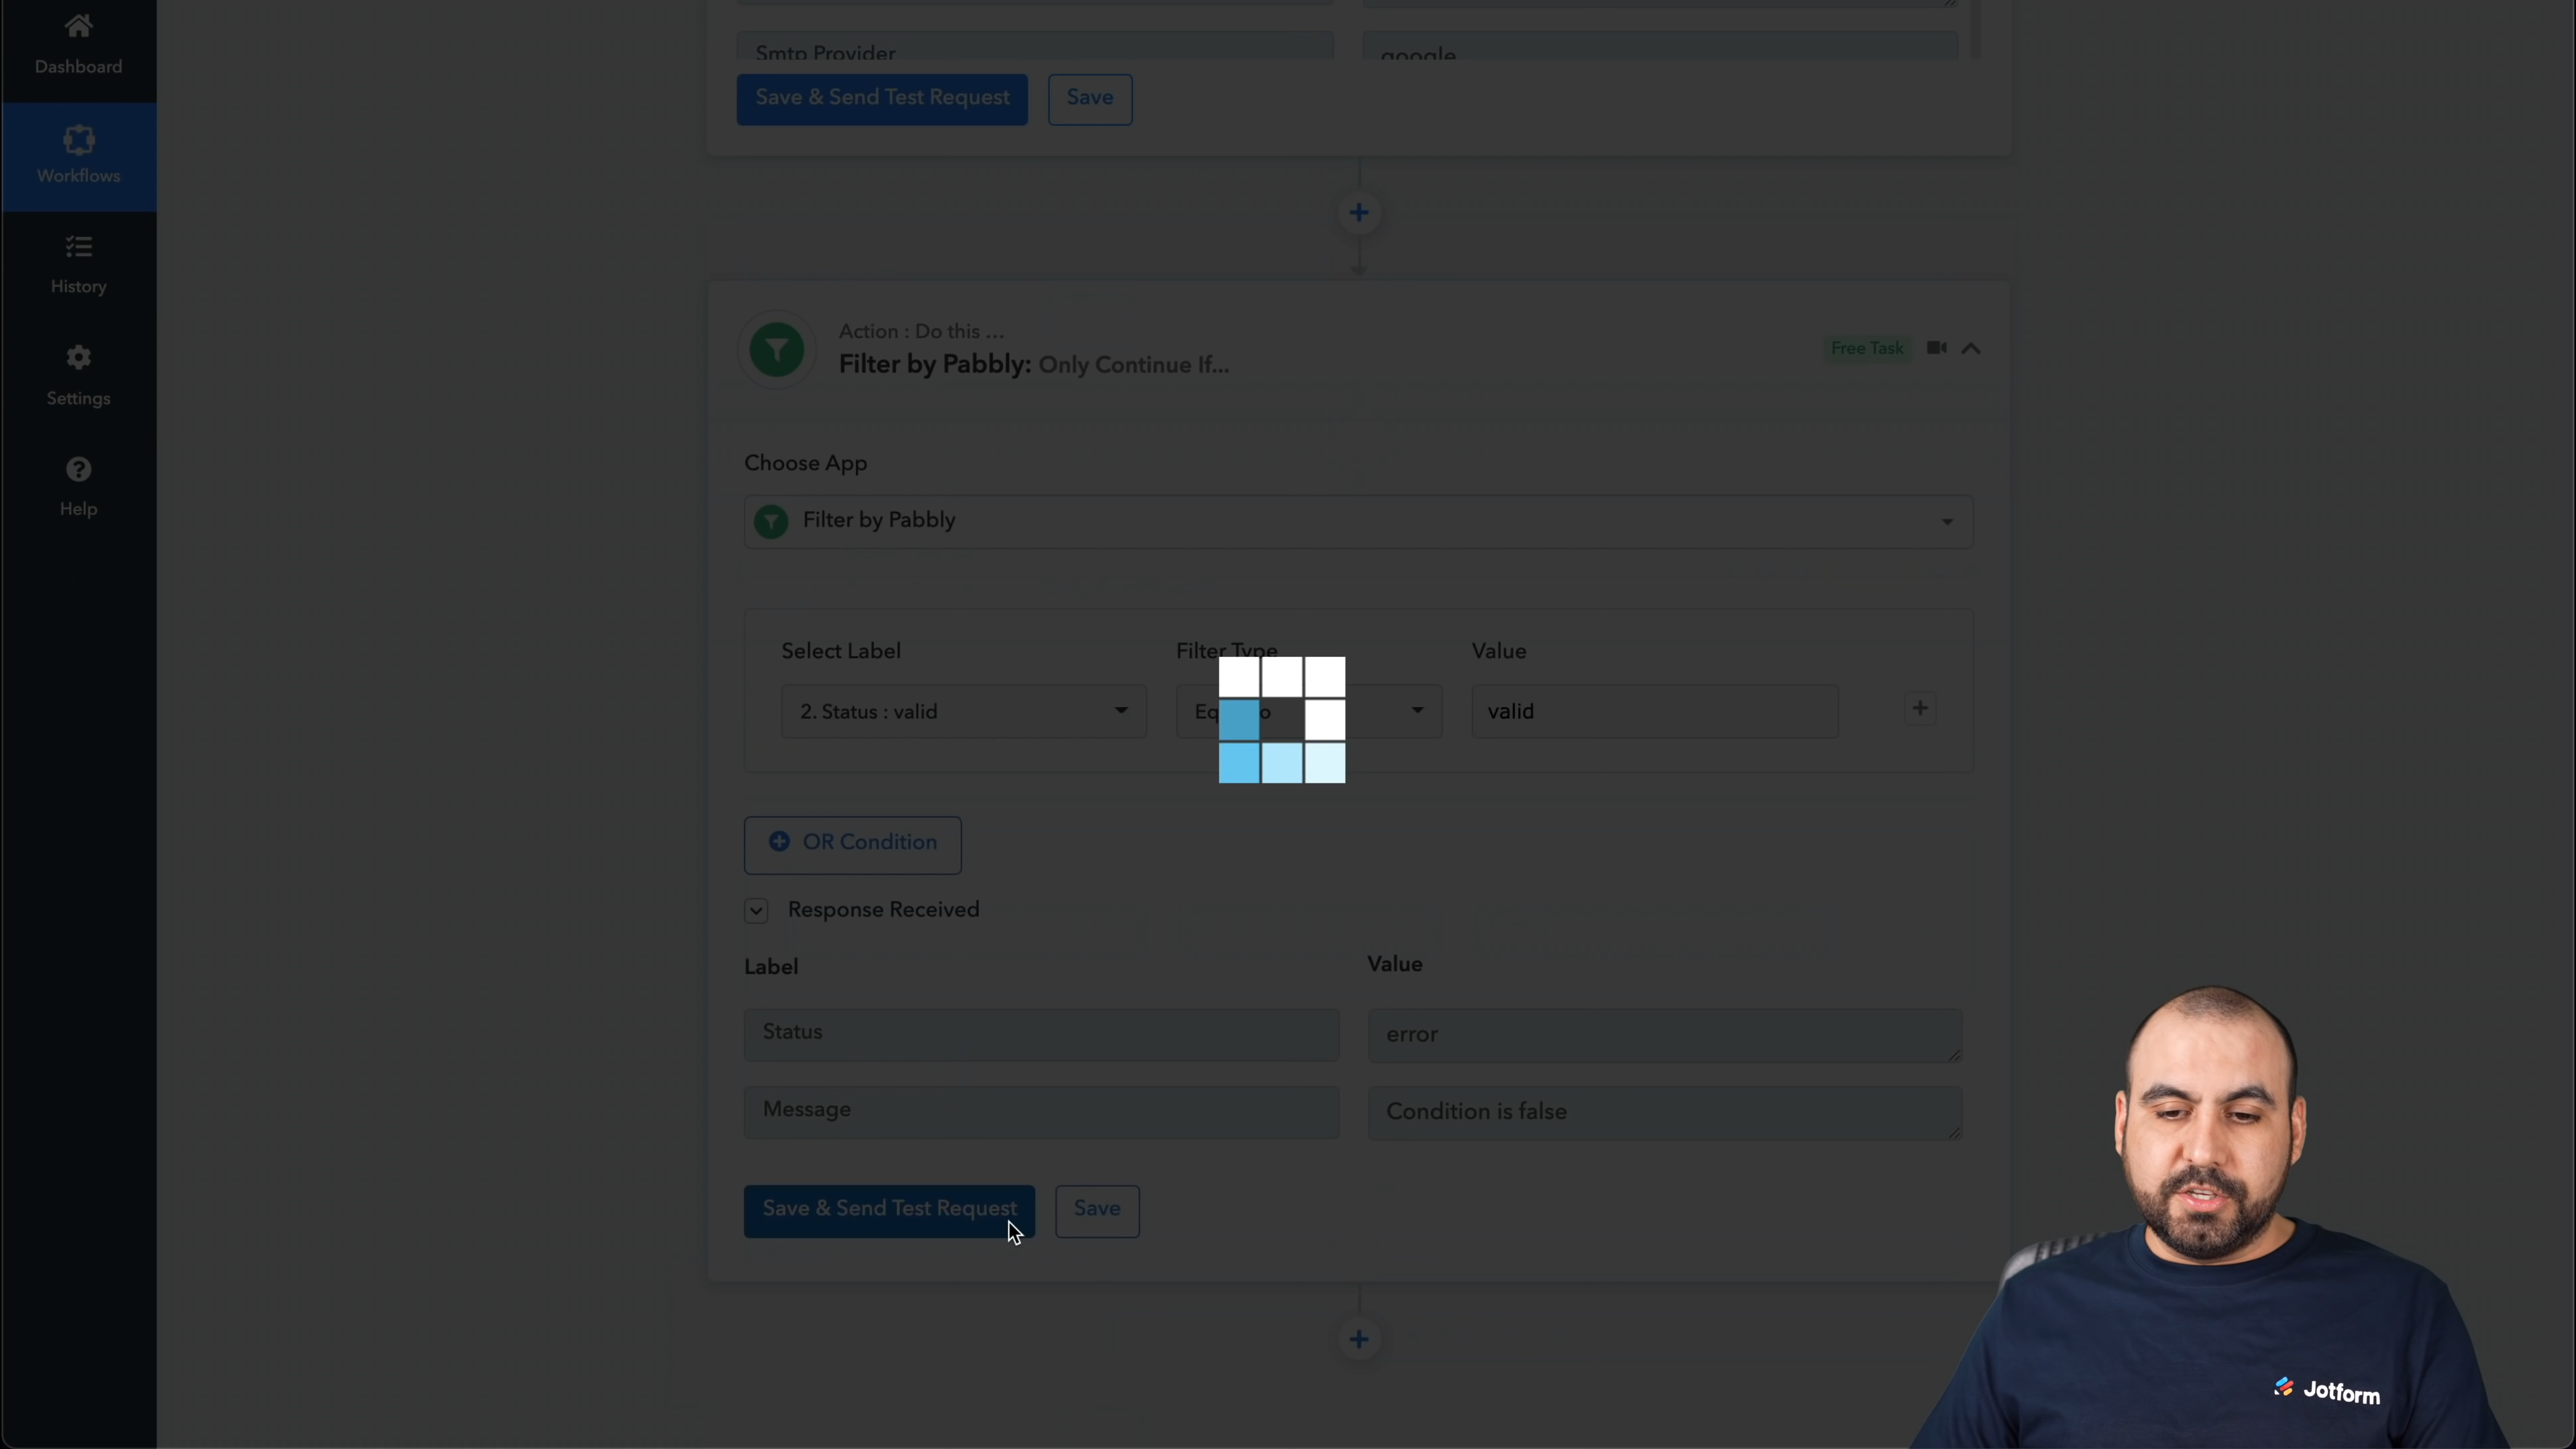 Dashboard
Workflows
History
Settings
Help
Smtp Provider
google
Save & Send Test Request
Save
Action : Do this ...
Filter by Pabbly: Only Continue If...
Free Task
Choose App
Filter by Pabbly
Select Label
Filter Type
Value
2. Status : valid
valid
OR Condition
Response Received
Label
Value
Status
error
Message
Condition is false
Save & Send Test Request
Save
Jotform